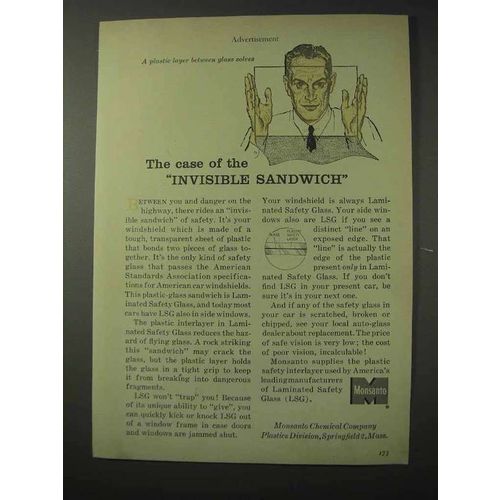 Advertisement
A plastic layer between glass solves
The case of the
"INVISIBLE SANDWICH"
BETWEEN you and danger on the
highway, there rides an "invis-
ible sandwich" of safety. It's your
windshield which is made of a
tough, transparent sheet of plastic
that bonds two pieces of glass to-
gether. It's the only kind of safety
glass that passes the American
Standards Association specifica-
tions for American car windshields.
This plastic-glass sandwich is Lam-
inated Safety Glass, and today most
cars have LSG also in side windows.
The plastic interlayer in Lami-
nated Safety Glass reduces the haz-
ard of flying glass. A rock striking
this "sandwich" may crack the
glass, but the plastic layer holds
the glass in a tight grip to keep
it from breaking into dangerous
fragments.
LSG won't "trap" you! Because
of its unique ability to "give", you
can quickly kick or knock LSG out
of a window frame in case doors
and windows are jammed shut.
Your windshield is always Lami-
nated Safety Glass. Your side win-
dows also are LSG if you see a
distinct "line" on an
exposed edge. That
"line" is actually the
edge of the plastic
present only in Lami-
nated Safety Glass. If you don't
find LSG in your present car, be
sure it's in your next one.
And if any of the safety glass in
your car is scratched, broken or
chipped, see your local auto-glass
dealer about replacement. The price
of safe vision is very low; the cost
of poor vision, incalculable!
Monsanto supplies the plastic
safety interlayer used by America's
leading manufacturers
of Laminated Safety
Glass (LSG).
Monsanto
®
Monsanto Chemical Company
Plastics Division, Springfield 2, Mass.